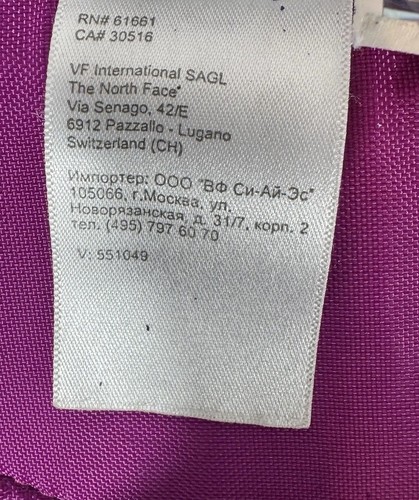 RN# 61661
CA# 30516
VF International SAGL
The North Face®
Via Senago, 42/E
6912 Pazzallo - Lugano
Switzerland (CH)
Импортер: ООО "ВФ Си-Ай-Эс"
105066, г.Москва, ул.
Новорязанская, д. 31/7, корп. 2
тел. (495) 797 60 70
V: 551049